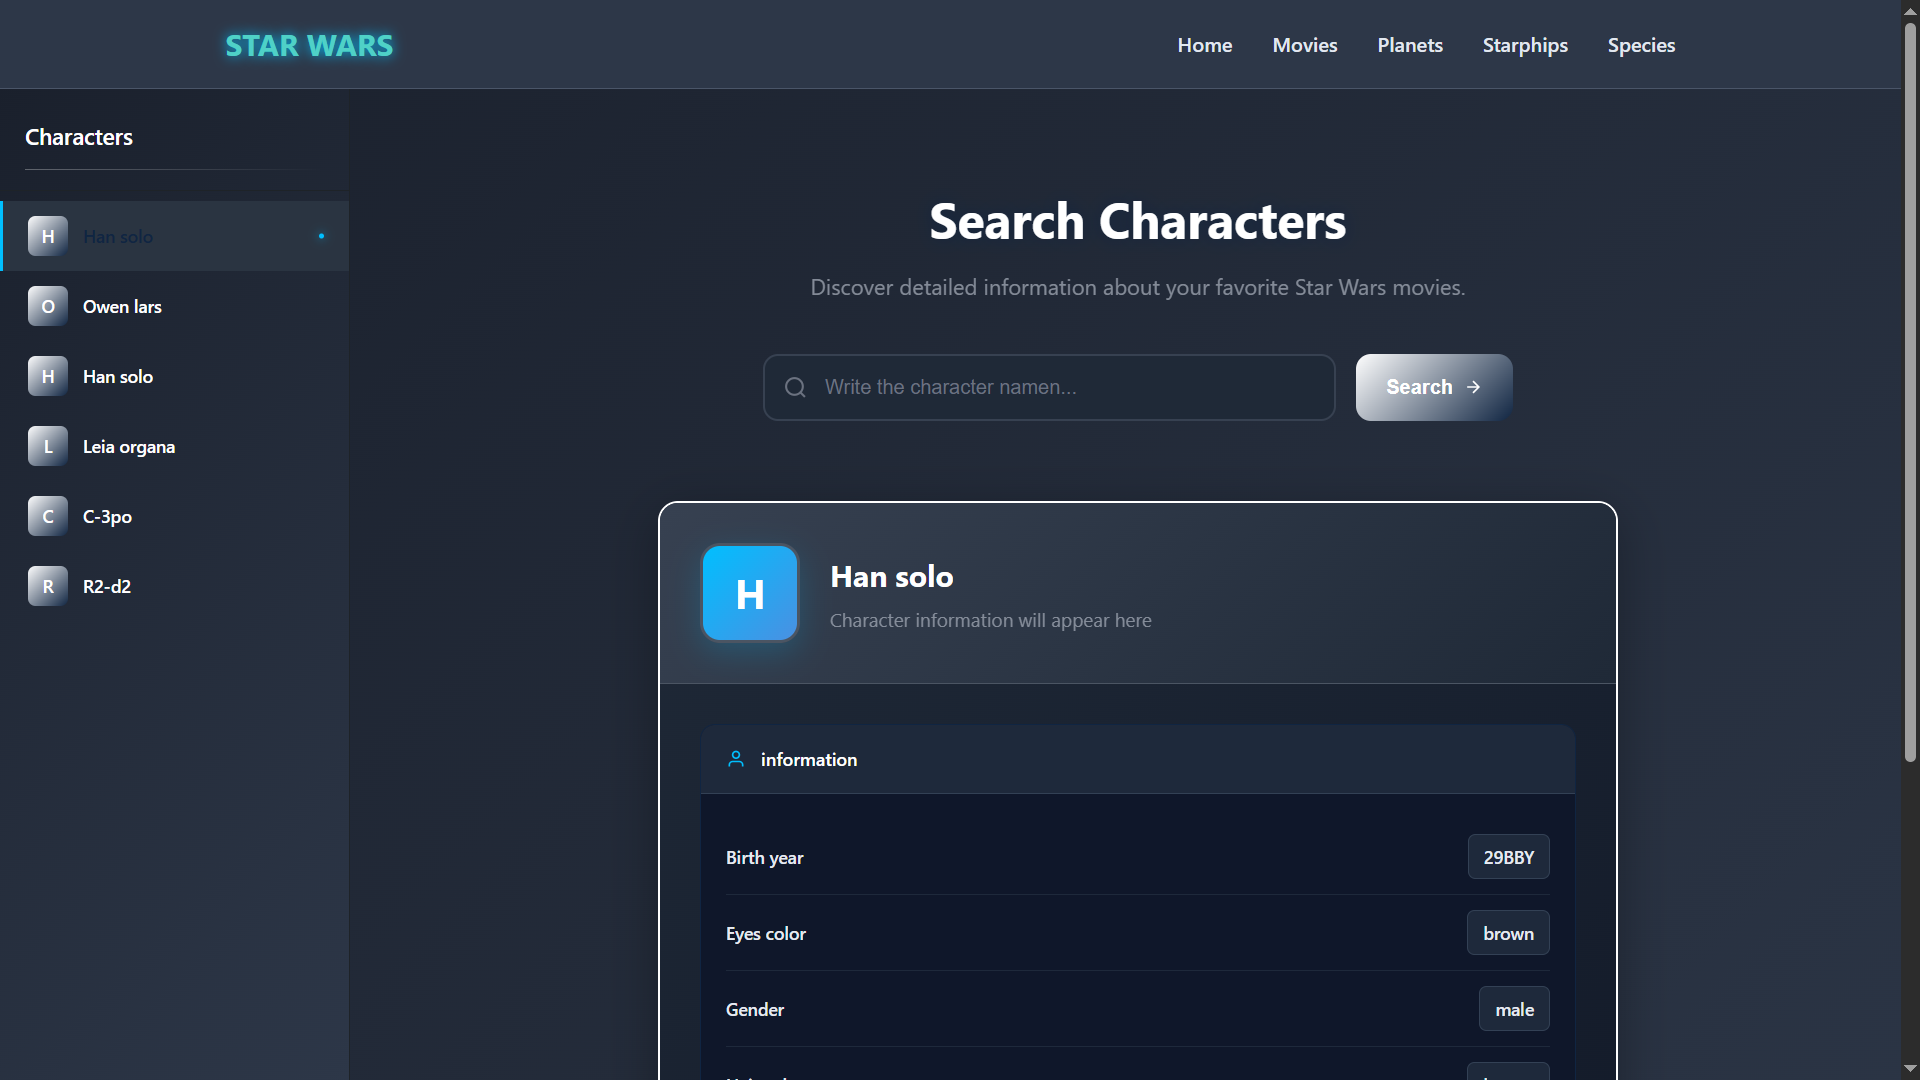 STAR WARS
Home Movies Planets Starships Species
Characters
H Han solo
O Owen lars
H Han solo
L Leia organa
C C-3po
R R2-d2
Search Characters
Discover detailed information about your favorite Star Wars movies.
Write the character namen...
Search
H
Han solo
Character information will appear here
information
Birth year 29BBY
Eyes color brown
Gender male